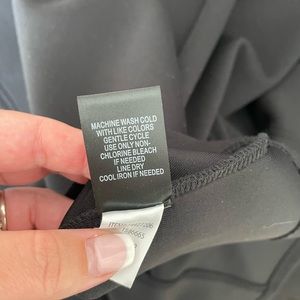 MACHINE WASH COLD
WITH LIKE COLORS
GENTLE CYCLE
USE ONLY NON-
CHLORINE BLEACH
IF NEEDED
LINE DRY
COOL IRON IF NEEDED